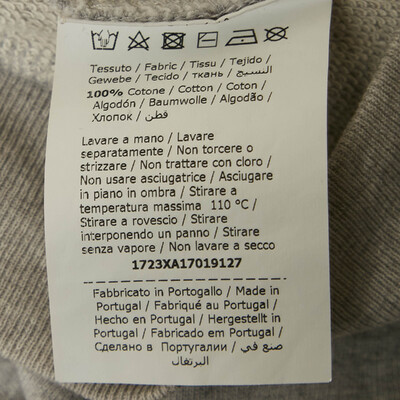 Tessuto / Fabric / Tissu / Tejido /
Gewebe / Tecido / ткань / النسيج /
100% Cotone / Cotton / Coton /
Algodón / Baumwolle / Algodão /
Хлопок / قطن
Lavare a mano / Lavare
separatamente / Non torcere o
strizzare / Non trattare con cloro /
Non usare asciugatrice / Asciugare
in piano in ombra / Stirare a
temperatura massima 110 °C /
Stirare a rovescio / Stirare
interponendo un panno / Stirare
senza vapore / Non lavare a secco
1723XA17019127
Fabbricato in Portogallo / Made in
Portugal / Fabriqué au Portugal /
Hecho en Portugal / Hergestellt in
Portugal / Fabricado em Portugal /
Сделано в Португалии / صنع في
البرتغال